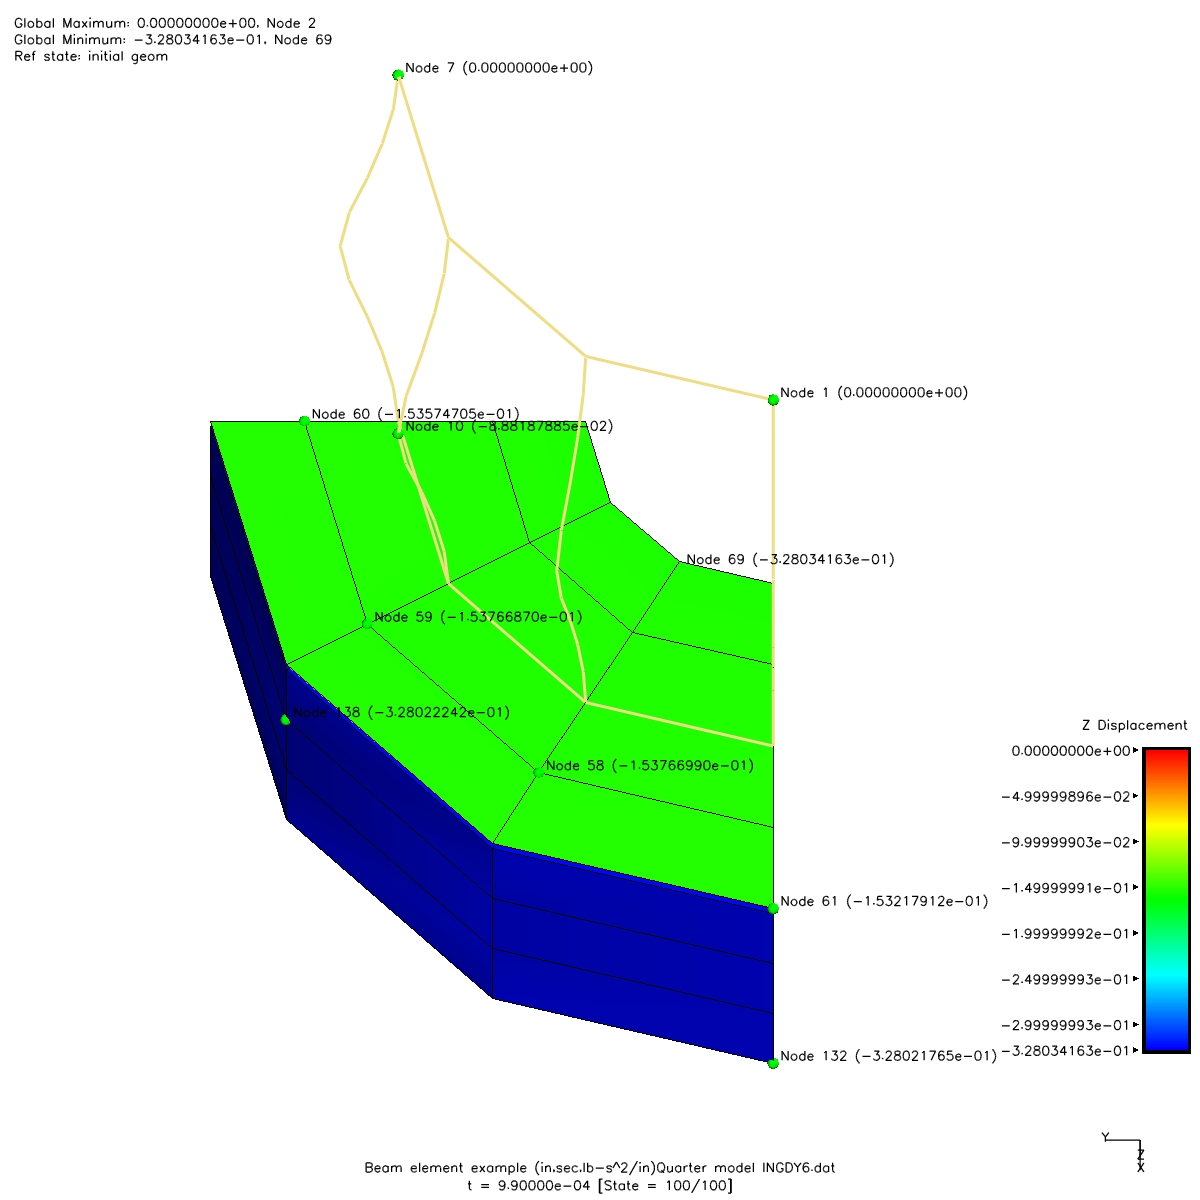 Global Maximum: 0.00000000e+00, Node 2
Global Minimum: -3.28034163e-01, Node 69
Ref state: initial geom
Node 7 (0.00000000e+00)
Node 1 (0.00000000e+00)
Node 60 (-1.53574705e-01)
Node 10 (-8.88187885e-02)
Node 69 (-3.28034163e-01)
Node 59 (-1.53766870e-01)
Node 138 (-3.28022242e-01)
Node 58 (-1.53766990e-01)
Node 61 (-1.53217912e-01)
Node 132 (-3.28021765e-01)
Z Displacement
0.00000000e+00
-4.99999896e-02
-9.99999903e-02
-1.49999991e-01
-1.99999992e-01
-2.49999993e-01
-2.99999993e-01
-3.28034163e-01
Y
Z
X
Beam element example (in.sec.lb-s^2/in)Quarter model INGDY6.dat
t = 9.90000e-04 [State = 100/100]